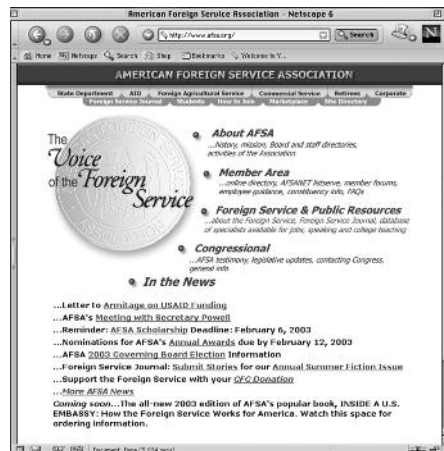 American Foreign Service Association - Netscape 6
http://www.afsa.org/
Search
N
Home Netscape Search Shop Bookmarks Welcome to Y...
AMERICAN FOREIGN SERVICE ASSOCIATION
State Department AID Foreign Agricultural Service Commercial Service Retirees Corporate
Foreign Service Journal Students How to Join Marketplace Site Directory
The
Voice
of the Foreign
Service
About AFSA
...history, mission, Board and staff directories,
activities of the Association
Member Area
...online directory, AFSANET listserve, member forums,
employee guidance, constituency info, FAQs
Foreign Service & Public Resources
...about the Foreign Service, Foreign Service Journal, database
of specialists available for jobs, speaking and college teaching
Congressional
...AFSA testimony, legislative updates, contacting Congress,
general info
In the News
...Letter to Armitage on USAID Funding
...AFSA's Meeting with Secretary Powell
...Reminder: AFSA Scholarship Deadline: February 6, 2003
...Nominations for AFSA's Annual Awards due by February 12, 2003
...AFSA 2003 Governing Board Election Information
...Foreign Service Journal: Submit Stories for our Annual Summer Fiction Issue
...Support the Foreign Service with your CFC Donation
...More AFSA News
Coming soon...The all-new 2003 edition of AFSA's popular book, INSIDE A U.S.
EMBASSY: How the Foreign Service Works for America. Watch this space for
ordering information.
Document: Done